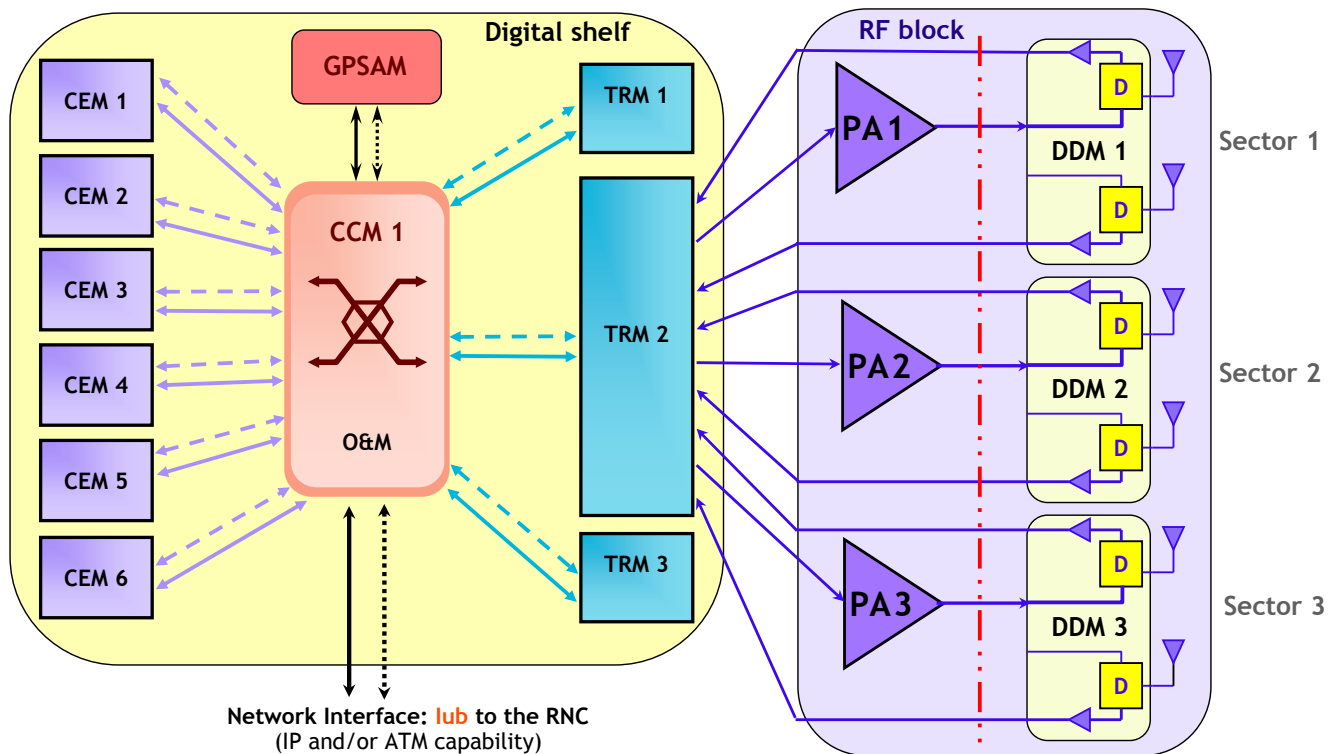 Digital shelf
GPSAM
CEM 1
CEM 2
CEM 3
CEM 4
CEM 5
CEM 6
CCM 1
O&M
TRM 1
TRM 2
TRM 3
Network Interface: Iub to the RNC
(IP and/or ATM capability)
RF block
PA1
PA2
PA3
D
DDM 1
D
D
DDM 2
D
D
DDM 3
D
Sector 1
Sector 2
Sector 3